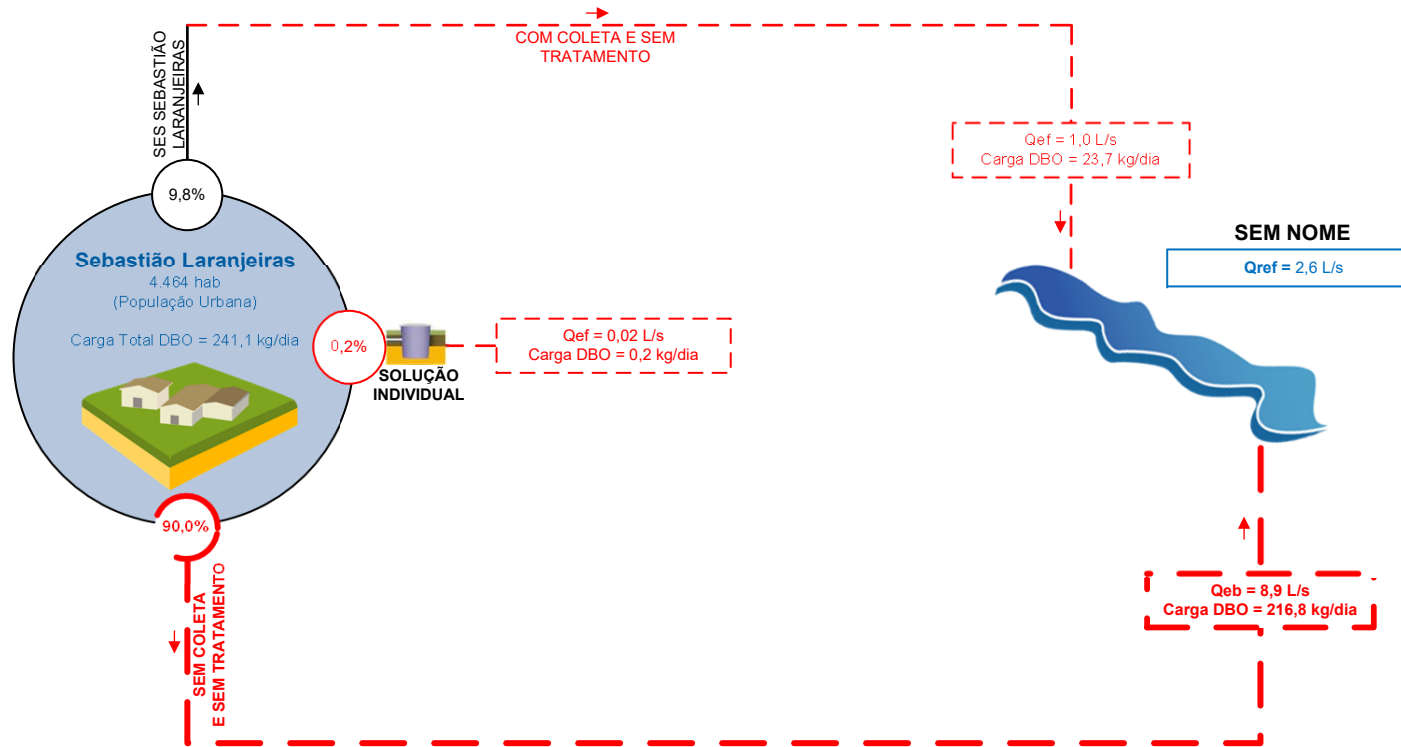 COM COLETA E SEM
TRATAMENTO
SES SEBASTIÃO
LARANJEIRAS
9,8%
Qef = 1,0 L/s
Carga DBO = 23,7 kg/dia
SEM NOME
Qref = 2,6 L/s
Sebastião Laranjeiras
4.464 hab
(População Urbana)
Carga Total DBO = 241,1 kg/dia
0,2%
SOLUÇÃO
INDIVIDUAL
Qef = 0,02 L/s
Carga DBO = 0,2 kg/dia
90,0%
SEM COLETA
E SEM TRATAMENTO
Qeb = 8,9 L/s
Carga DBO = 216,8 kg/dia